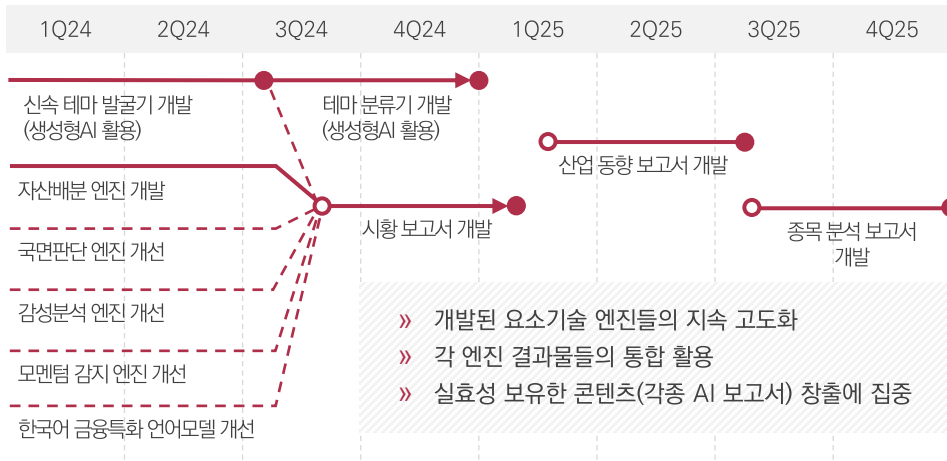 1Q24 2Q24 3Q24 4Q24 1Q25 2Q25 3Q25 4Q25
신속 테마 발굴기 개발
(생성형AI 활용)
테마 분류기 개발
(생성형AI 활용)
산업 동향 보고서 개발
자산배분 엔진 개발
시황 보고서 개발
종목 분석 보고서
개발
국면판단 엔진 개선
감성분석 엔진 개선
모멘텀 감지 엔진 개선
한국어 금융특화 언어모델 개선
» 개발된 요소기술 엔진들의 지속 고도화
» 각 엔진 결과물들의 통합 활용
» 실효성 보유한 콘텐츠(각종 AI 보고서) 창출에 집중